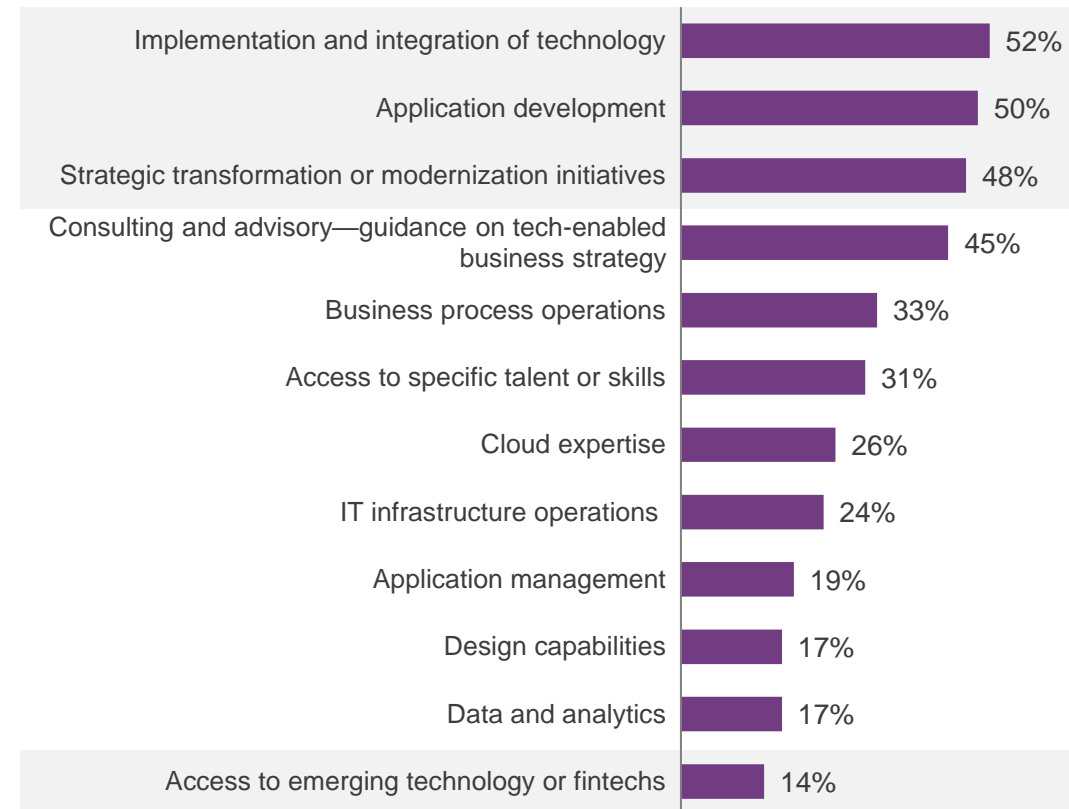 Implementation and integration of technology 52%
Application development 50%
Strategic transformation or modernization initiatives 48%
Consulting and advisory—guidance on tech-enabled
business strategy 45%
Business process operations 33%
Access to specific talent or skills 31%
Cloud expertise 26%
IT infrastructure operations 24%
Application management 19%
Design capabilities 17%
Data and analytics 17%
Access to emerging technology or fintechs 14%